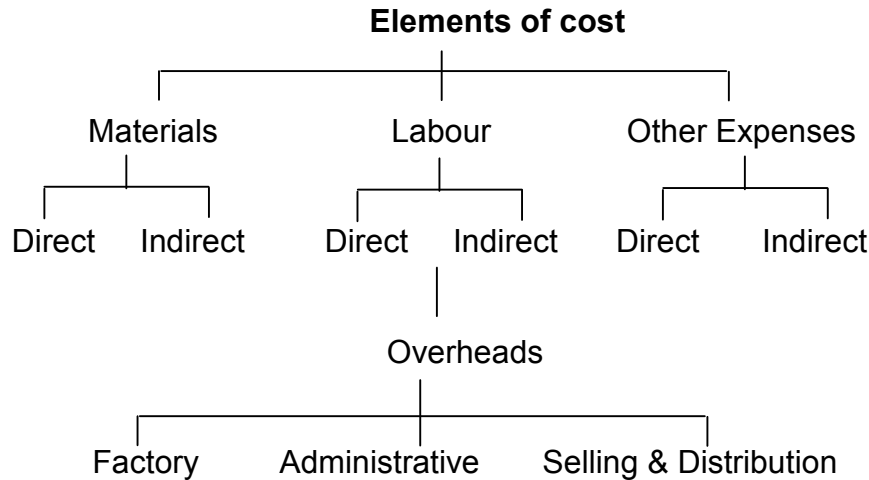 Elements of cost
Materials Labour Other Expenses
Direct Indirect Direct Indirect Direct Indirect
Overheads
Factory Administrative Selling & Distribution